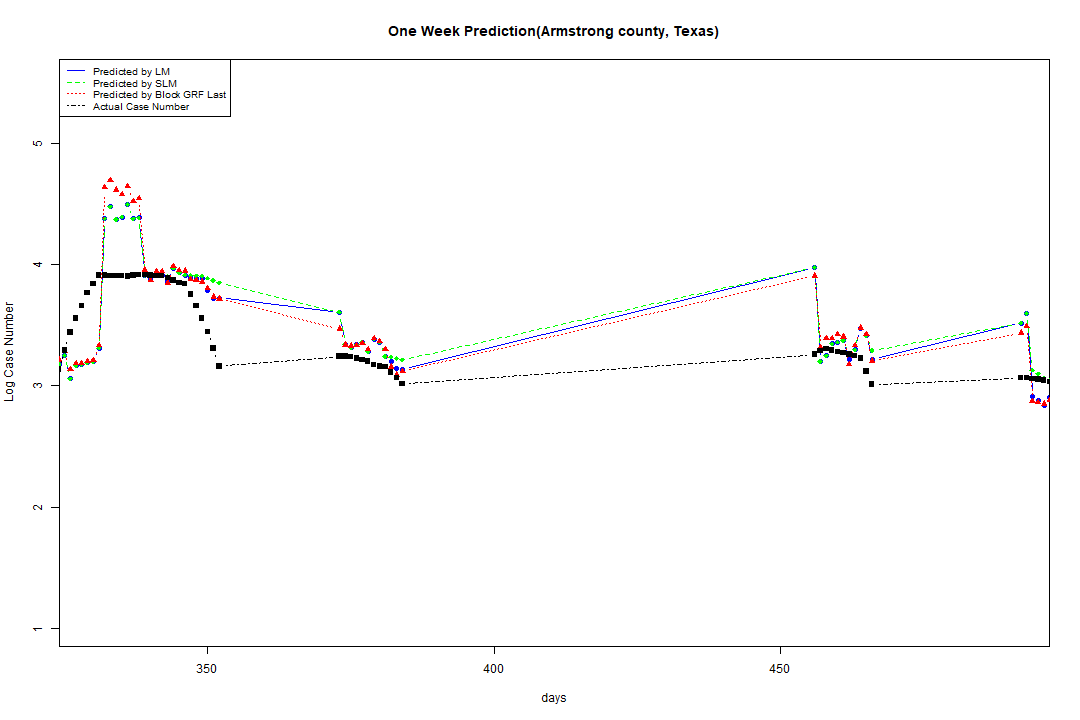 One Week Prediction(Armstrong county, Texas)
Predicted by LM
Predicted by SLM
Predicted by Block GRF Last
Actual Case Number
5
4
3
2
1
Log Case Number
350
400
450
days